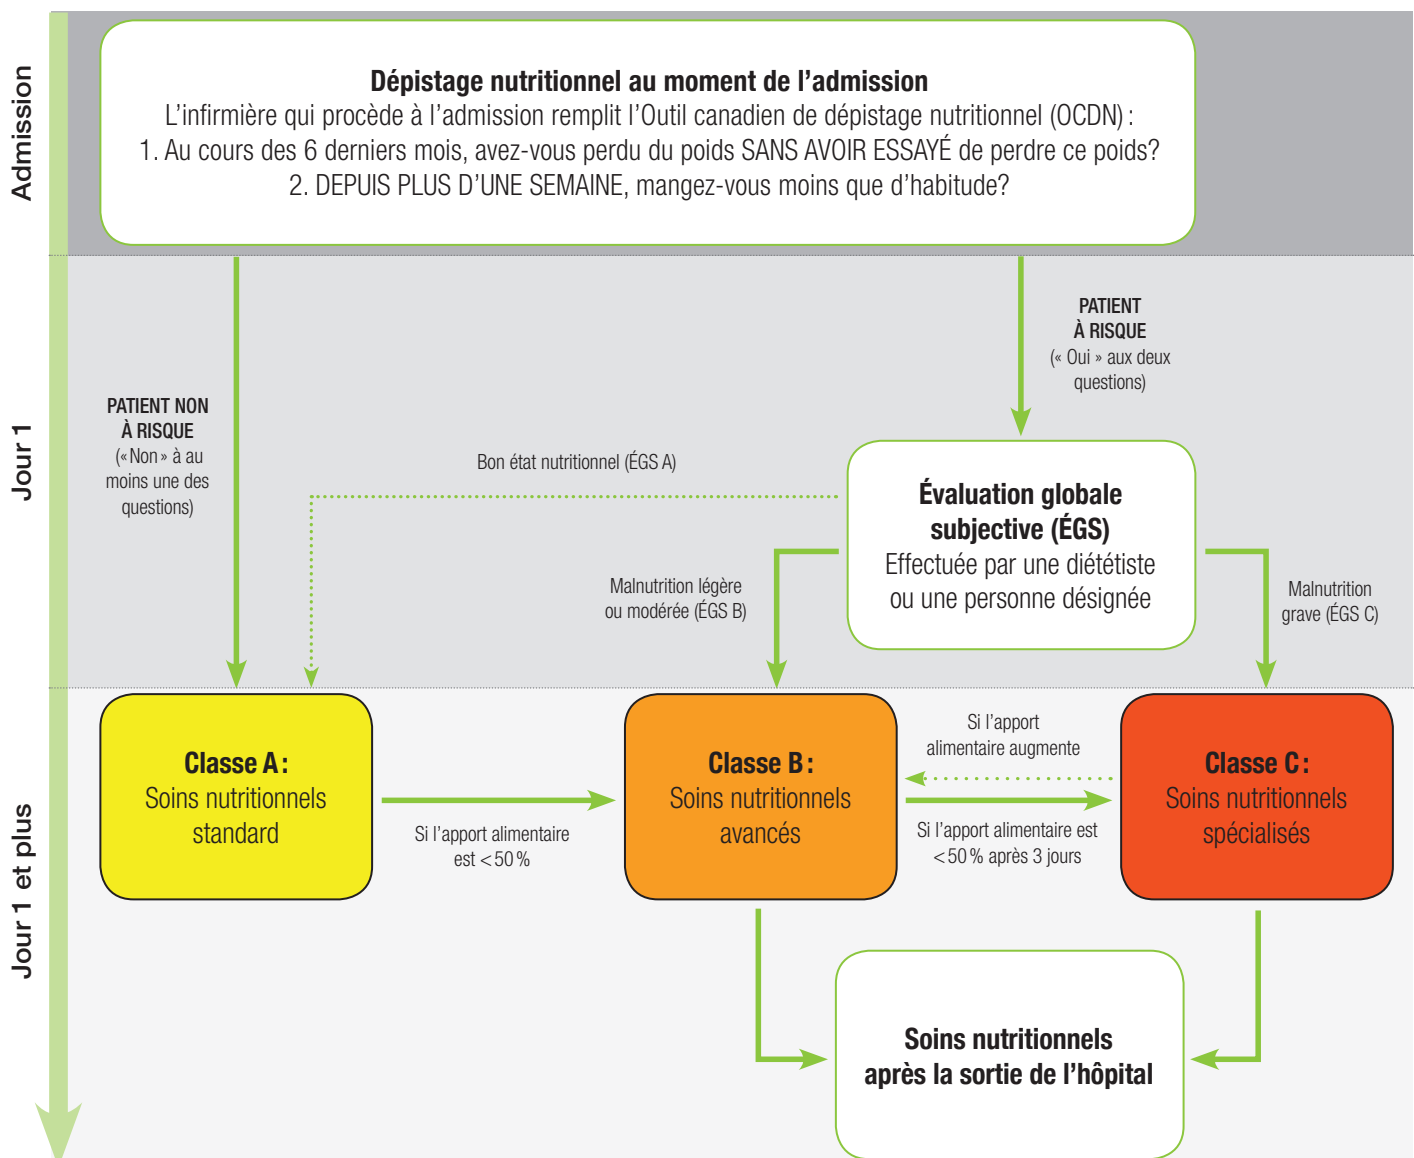 Admission
Dépistage nutritionnel au moment de l’admission
L’infirmière qui procède à l’admission remplit l’Outil canadien de dépistage nutritionnel (OCDN) :
1. Au cours des 6 derniers mois, avez-vous perdu du poids SANS AVOIR ESSAYÉ de perdre ce poids?
2. DEPUIS PLUS D’UNE SEMAINE, mangez-vous moins que d’habitude?
Jour 1
PATIENT
À RISQUE
(« Oui » aux deux
questions)
PATIENT NON
À RISQUE
(« Non » à au
moins une des
questions)
Bon état nutritionnel (ÉGS A)
Évaluation globale
subjective (ÉGS)
Effectuée par une diététiste
ou une personne désignée
Malnutrition légère
ou modérée (ÉGS B)
Malnutrition
grave (ÉGS C)
Jour 1 et plus
Classe A :
Soins nutritionnels
standard
Si l’apport alimentaire
est < 50 %
Classe B :
Soins nutritionnels
avancés
Si l’apport
alimentaire augmente
Si l’apport alimentaire est
< 50 % après 3 jours
Classe C :
Soins nutritionnels
spécialisés
Soins nutritionnels
après la sortie de l’hôpital